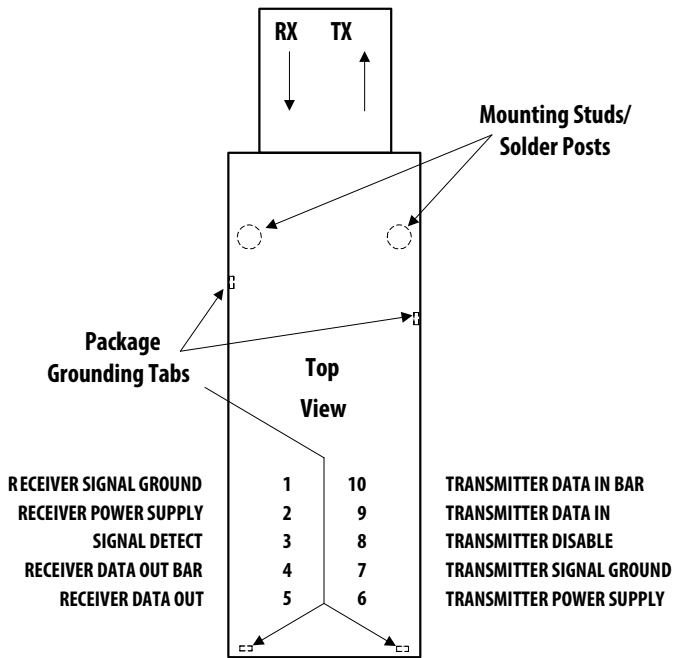 RX TX
Mounting Studs/
Solder Posts
Package
Grounding Tabs
Top
View
RECEIVER SIGNAL GROUND 1 10 TRANSMITTER DATA IN BAR
RECEIVER POWER SUPPLY 2 9 TRANSMITTER DATA IN
SIGNAL DETECT 3 8 TRANSMITTER DISABLE
RECEIVER DATA OUT BAR 4 7 TRANSMITTER SIGNAL GROUND
RECEIVER DATA OUT 5 6 TRANSMITTER POWER SUPPLY